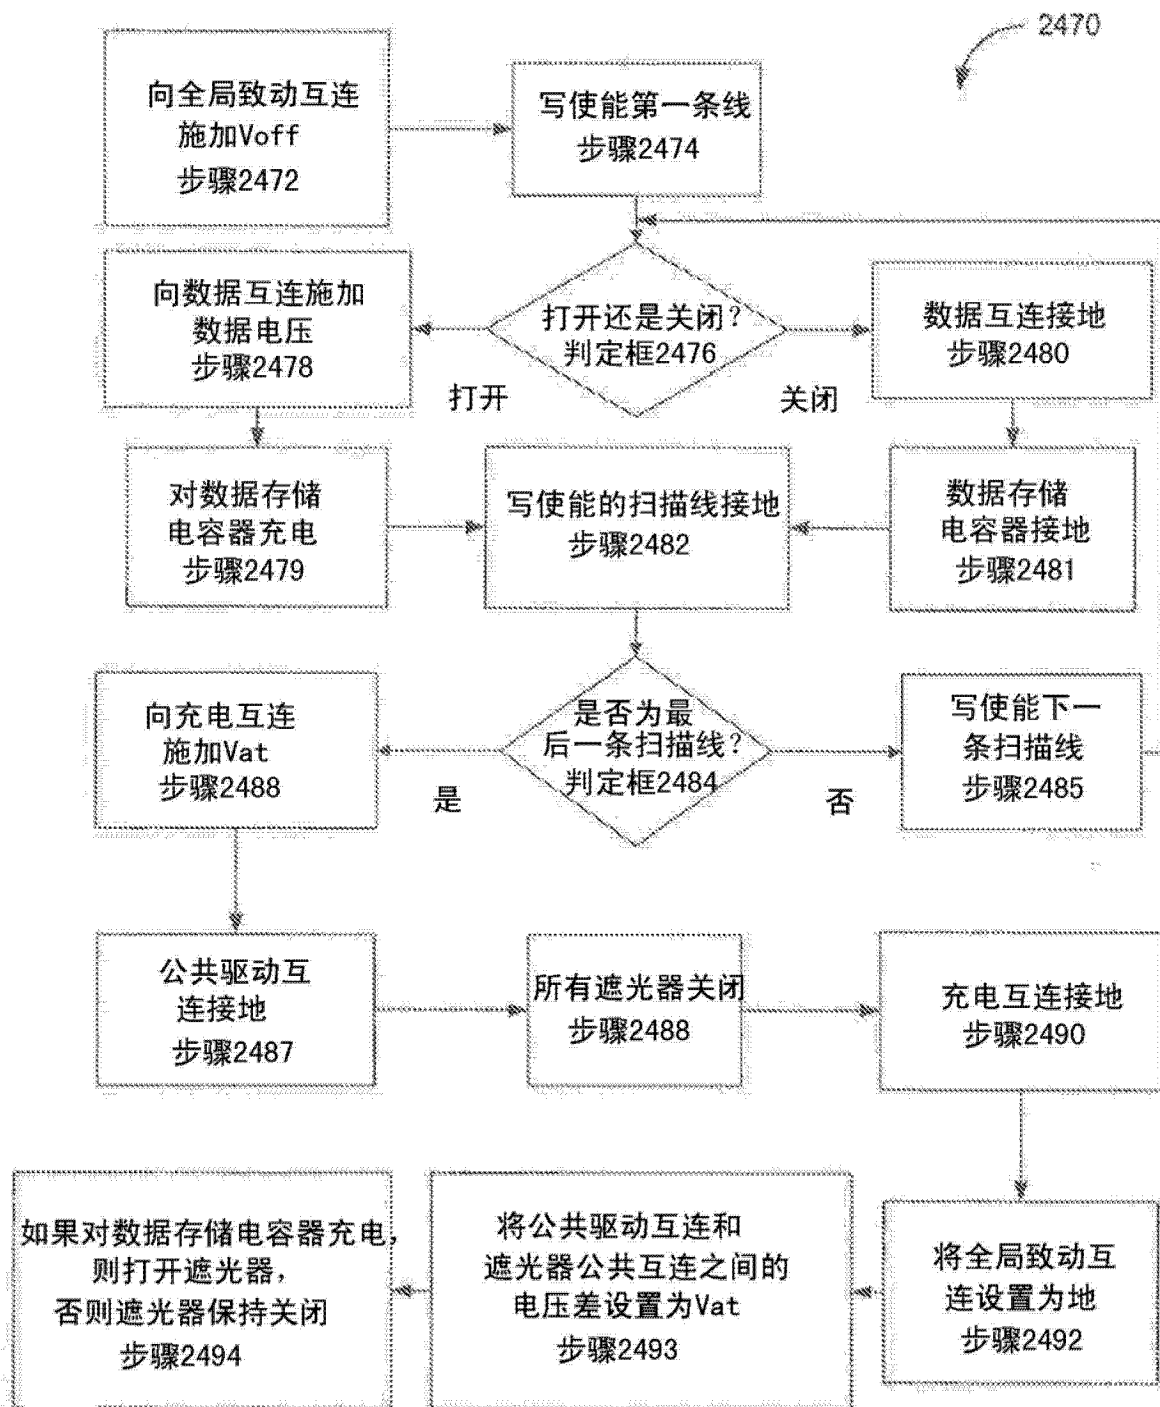 2470
向全局致动互连
施加Voff
步骤2472
写使能第一条线
步骤2474
向数据互连施加
数据电压
步骤2478
打开还是关闭？
判定框2476
数据互连接地
步骤2480
打开
关闭
对数据存储
电容器充电
步骤2479
写使能的扫描线接地
步骤2482
数据存储
电容器接地
步骤2481
向充电互连
施加Vat
步骤2488
是否为最
后一条扫描线？
判定框2484
写使能下一
条扫描线
步骤2485
是
否
公共驱动互
连接地
步骤2487
所有遮光器关闭
步骤2488
充电互连接地
步骤2490
如果对数据存储电容器充电，
则打开遮光器，
否则遮光器保持关闭
步骤2494
将公共驱动互连和
遮光器公共互连之间的
电压差设置为Vat
步骤2493
将全局致动互
连设置为地
步骤2492